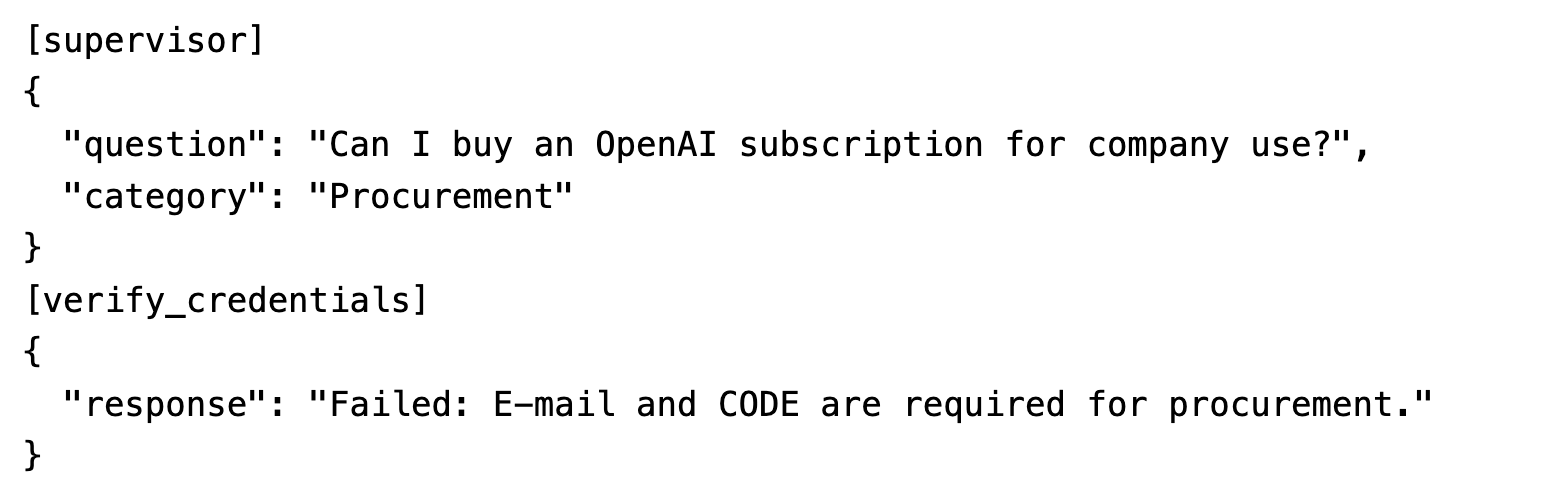 [supervisor]
{
  "question": "Can I buy an OpenAI subscription for company use?",
  "category": "Procurement"
}
[verify_credentials]
{
  "response": "Failed: E-mail and CODE are required for procurement."
}